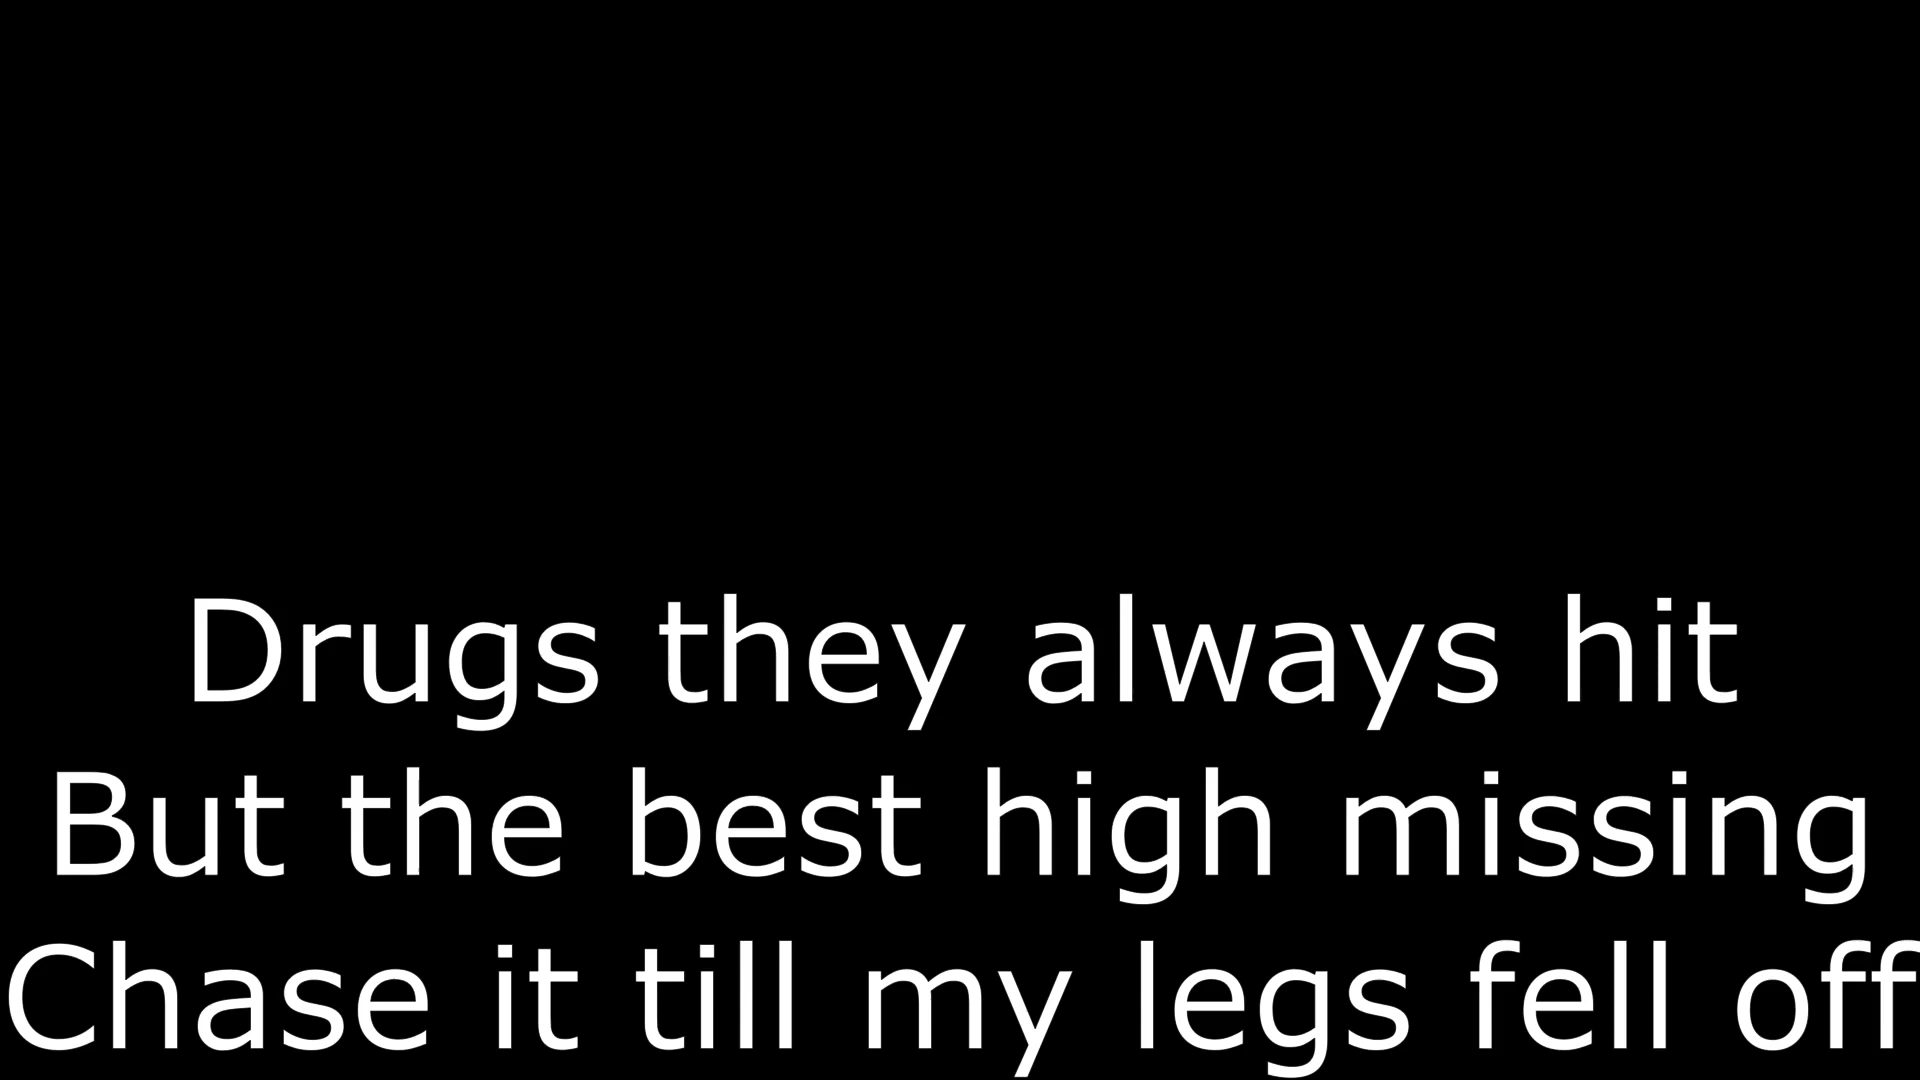 Drugs they always hit
But the best high missing
Chase it till my legs fell off